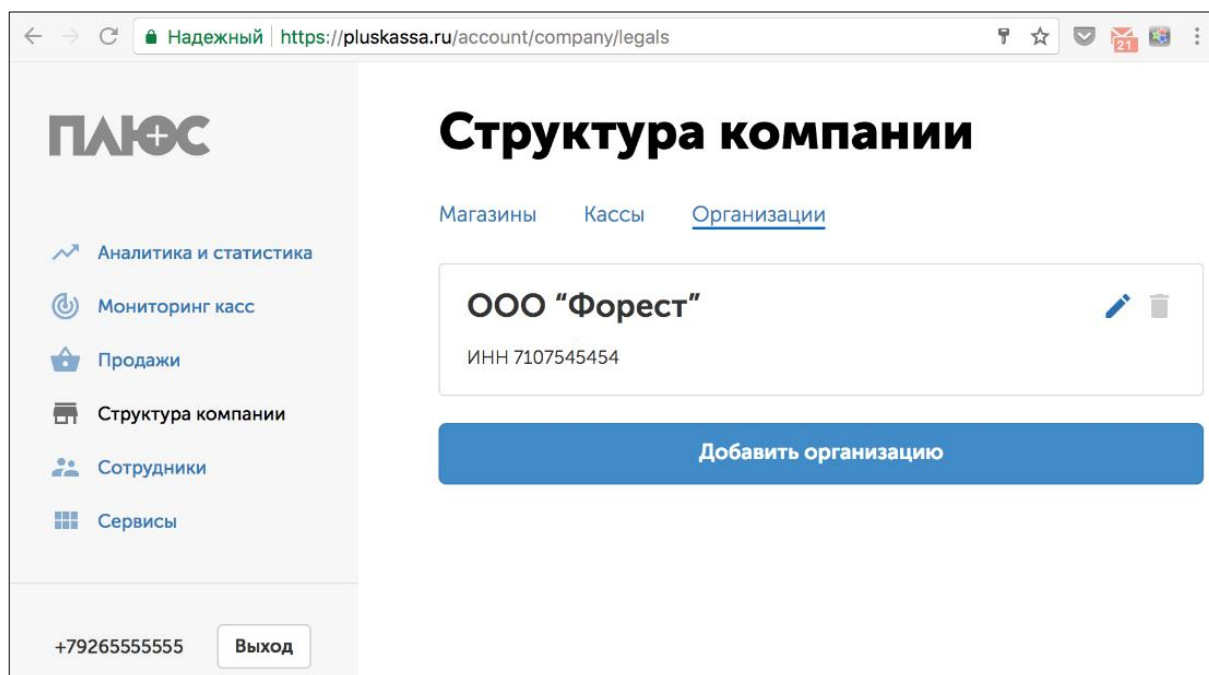 Надежный https://pluskassa.ru/account/company/legals
21
ПЛЮС
Структура компании
Магазины Кассы Организации
Аналитика и статистика
Мониторинг касс
Продажи
Структура компании
Сотрудники
Сервисы
ООО “Форест”
ИНН 7107545454
Добавить организацию
+79265555555 Выход